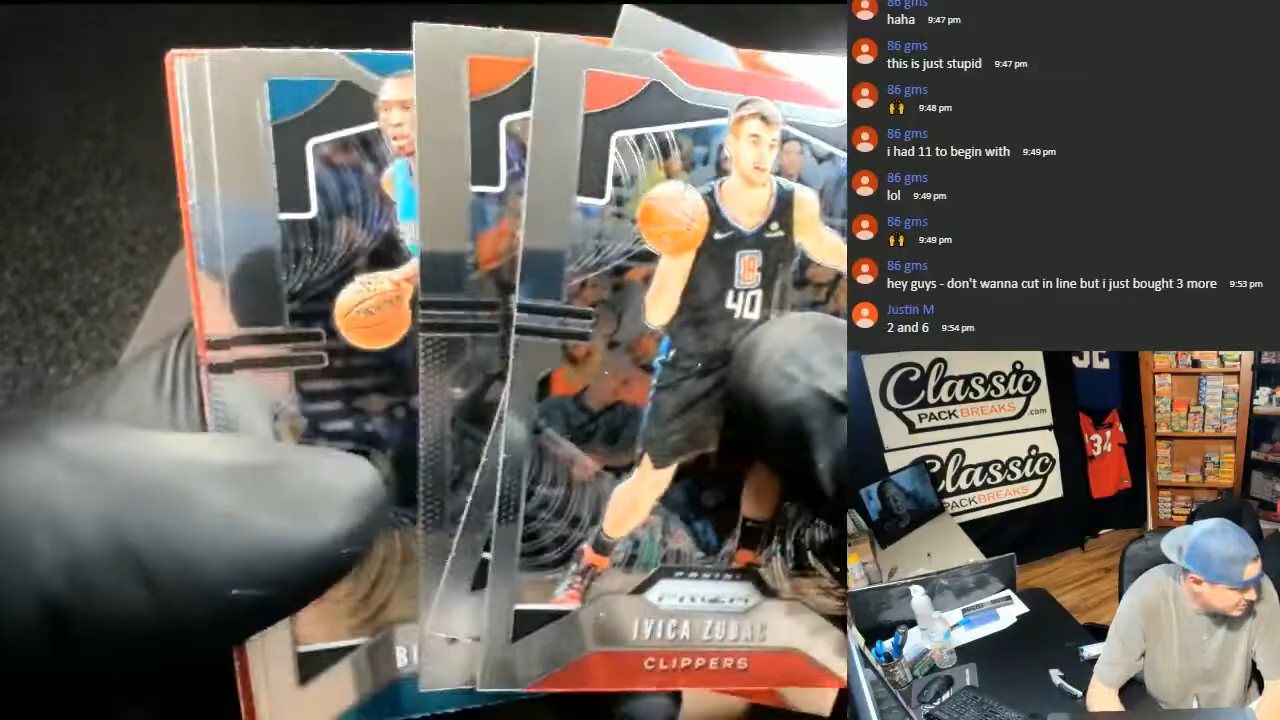 40
PANINI
PRIZM
IVICA ZUBAC
CLIPPERS
86 gms
haha 9:47 pm
86 gms
this is just stupid 9:47 pm
86 gms
9:48 pm
86 gms
i had 11 to begin with 9:49 pm
86 gms
lol 9:49 pm
86 gms
9:49 pm
86 gms
hey guys - don't wanna cut in line but i just bought 3 more 9:53 pm
Justin M
2 and 6 9:54 pm
Classic
PACKBREAKS.com
Classic
PACKBREAKS
34